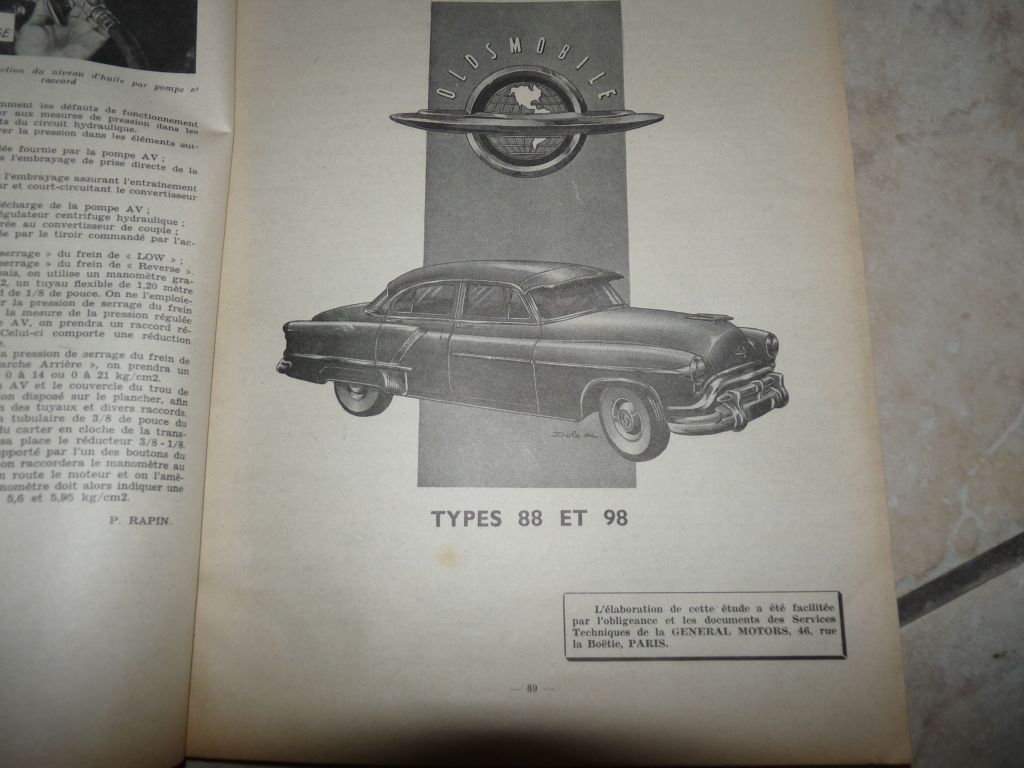 GE
ction du niveau d'huile par pompe et
raccord
mment les défauts de fonctionnement
er aux mesures de pression dans les
ts du circuit hydraulique.
rer la pression dans les éléments sui-
ée fournie par la pompe AV ;
s l'embrayage de prise directe de la
l'embrayage assurant l'entraînement
ur et court-circuitant le convertisseur
décharge de la pompe AV ;
régulateur centrifuge hydraulique ;
rée au convertisseur de couple ;
ée par le tiroir commandé par l'ac-
serrage » du frein de « LOW » ;
serrage » du frein de « Reverse ».
nais, on utilise un manomètre gra-
2, un tuyau flexible de 1,20 mètre
d de 1/8 de pouce. On ne l'emploie-
r la pression de serrage du frein
la mesure de la pression régulée
e AV, on prendra un raccord ré-
Celui-ci comporte une réduction
e.
a pression de serrage du frein de
arche Arrière », on prendra un
0 à 14 ou 0 à 21 kg/cm2.
s AV et le couvercle du trou de
ion disposé sur le plancher, afin
n des tuyaux et divers raccords.
n tubulaire de 3/8 de pouce du
du carter en cloche de la trans-
sa place le réducteur 3/8 - 1/8.
pporté par l'un des boutons du
on raccordera le manomètre au
n route le moteur et on l'amè-
nomètre doit alors indiquer une
5,6 et 5,95 kg/cm2.
P. RAPIN.
OLDSMOBILE
TYPES 88 ET 98
L'élaboration de cette étude a été facilitée
par l'obligeance et les documents des Services
Techniques de la GENERAL MOTORS, 46, rue
la Boëtie, PARIS.
— 89 —